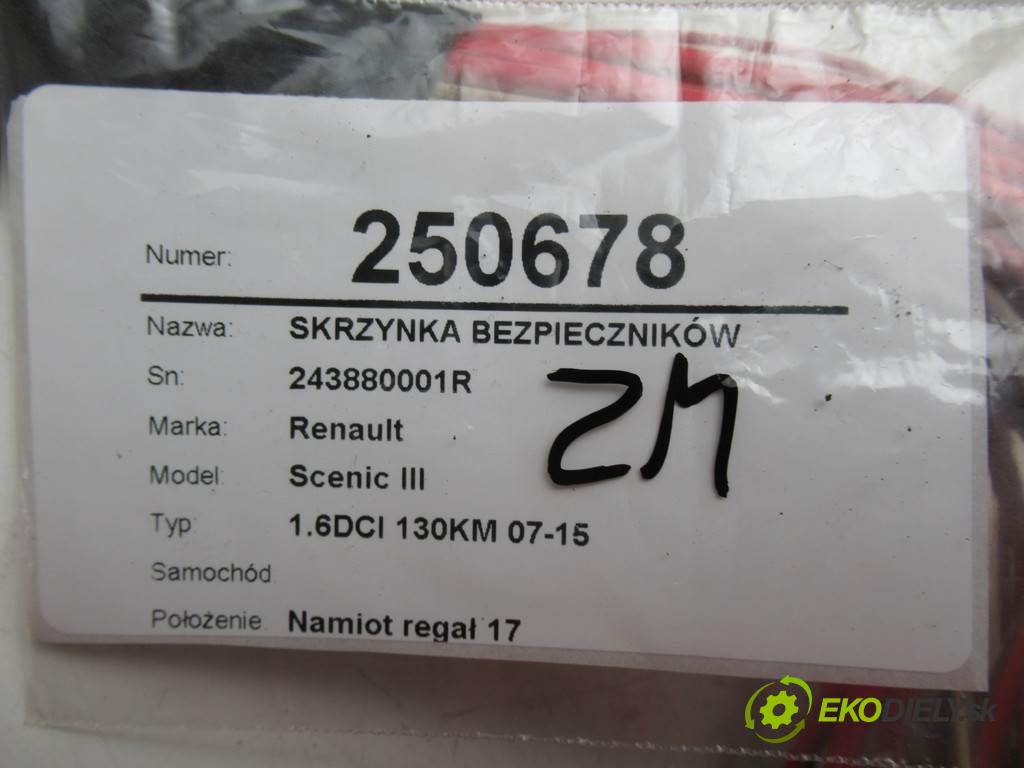 Numer: 250678
Nazwa: SKRZYNKA BEZPIECZNIKÓW
Sn: 243880001R
Marka: Renault
Model: Scenic III
Typ: 1.6DCI 130KM 07-15
Samochód
Położenie Namiot regał 17
EKODIELY.sk